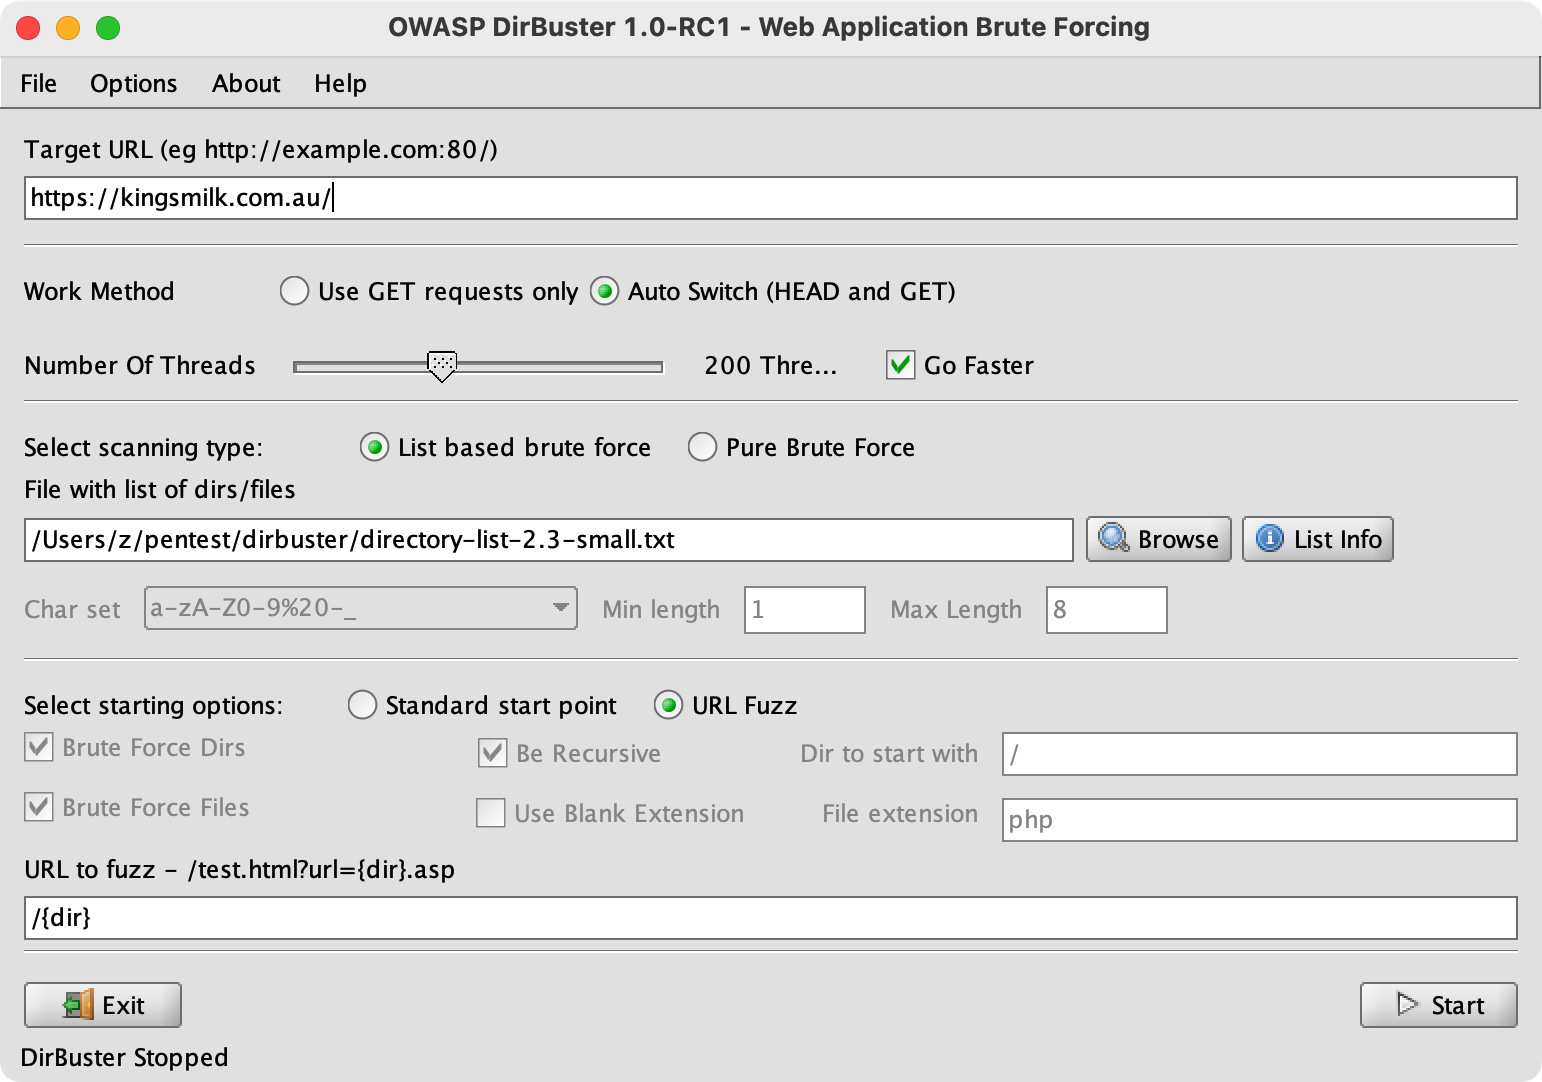 OWASP DirBuster 1.0-RC1 - Web Application Brute Forcing
File Options About Help
Target URL (eg http://example.com:80/)
https://kingsmilk.com.au/
Work Method Use GET requests only Auto Switch (HEAD and GET)
Number Of Threads 200 Thre... Go Faster
Select scanning type: List based brute force Pure Brute Force
File with list of dirs/files
/Users/z/pentest/dirbuster/directory-list-2.3-small.txt Browse List Info
Char set a-zA-Z0-9%20-_ Min length 1 Max Length 8
Select starting options: Standard start point URL Fuzz
Brute Force Dirs Be Recursive Dir to start with /
Brute Force Files Use Blank Extension File extension php
URL to fuzz - /test.html?url={dir}.asp
/{dir}
Exit Start
DirBuster Stopped